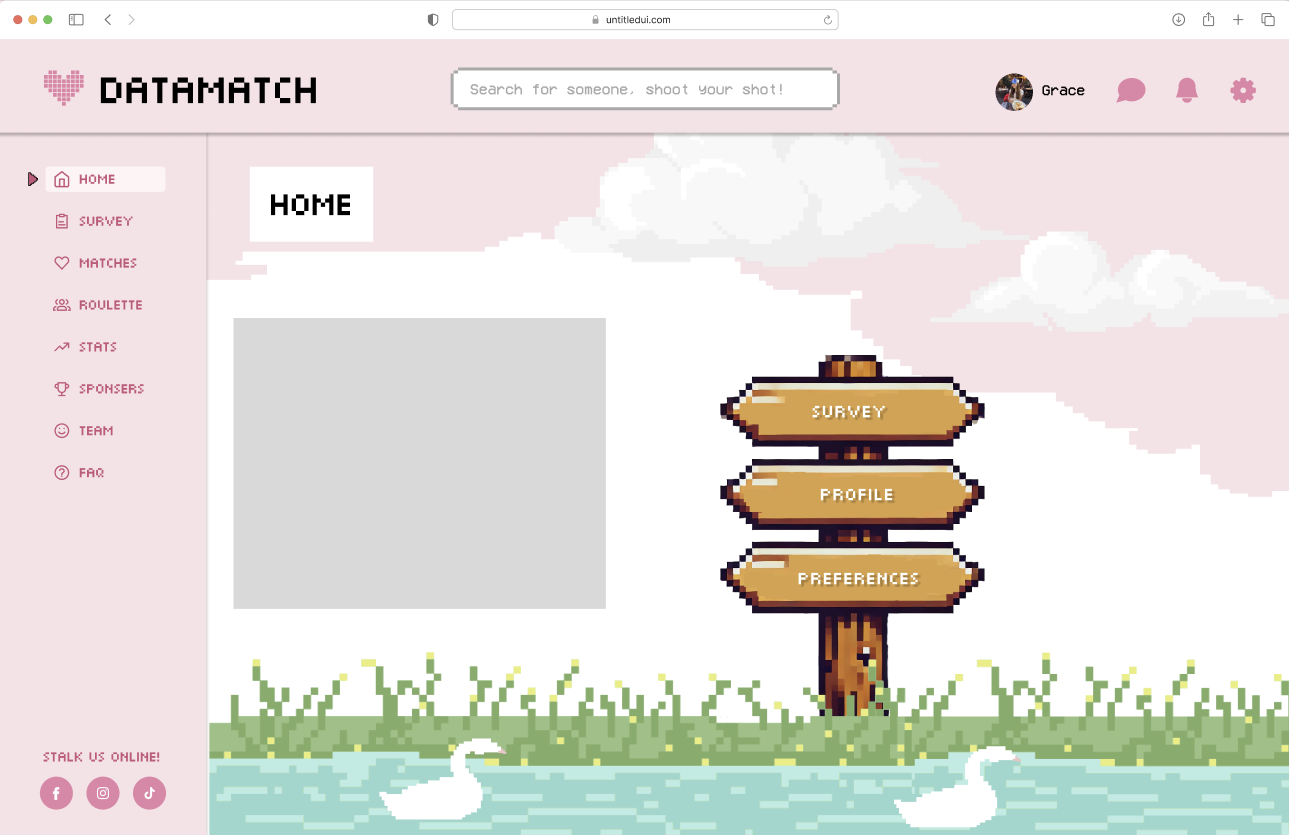 untitledui.com
DATAMATCH
Search for someone, shoot your shot!
Grace
HOME
SURVEY
MATCHES
ROULETTE
STATS
SPONSERS
TEAM
FAQ
STALK US ONLINE!
HOME
SURVEY
PROFILE
PREFERENCES